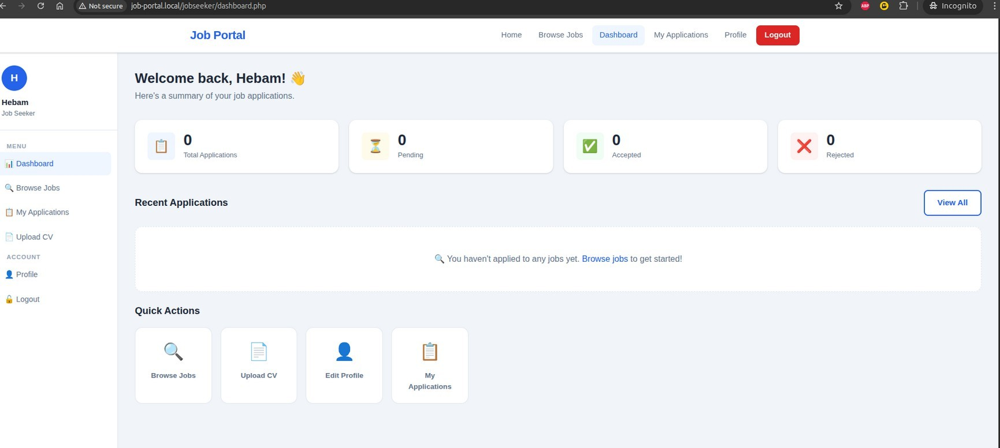 Not secure job-portal.local/jobseeker/dashboard.php ABP Incognito
Job Portal Home Browse Jobs Dashboard My Applications Profile Logout
H
Hebam
Job Seeker
MENU
Dashboard
Browse Jobs
My Applications
Upload CV
ACCOUNT
Profile
Logout
Welcome back, Hebam!
Here's a summary of your job applications.
0
Total Applications
0
Pending
0
Accepted
0
Rejected
Recent Applications View All
You haven't applied to any jobs yet. Browse jobs to get started!
Quick Actions
Browse Jobs
Upload CV
Edit Profile
My
Applications